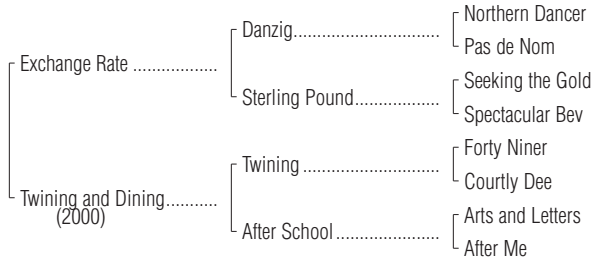 Northern Dancer
Danzig..............................
Pas de Nom
Exchange Rate .................
Seeking the Gold
Sterling Pound.................
Spectacular Bev
Forty Niner
Twining ...........................
Courtly Dee
Twining and Dining..........
(2000)
Arts and Letters
After School.....................
After Me